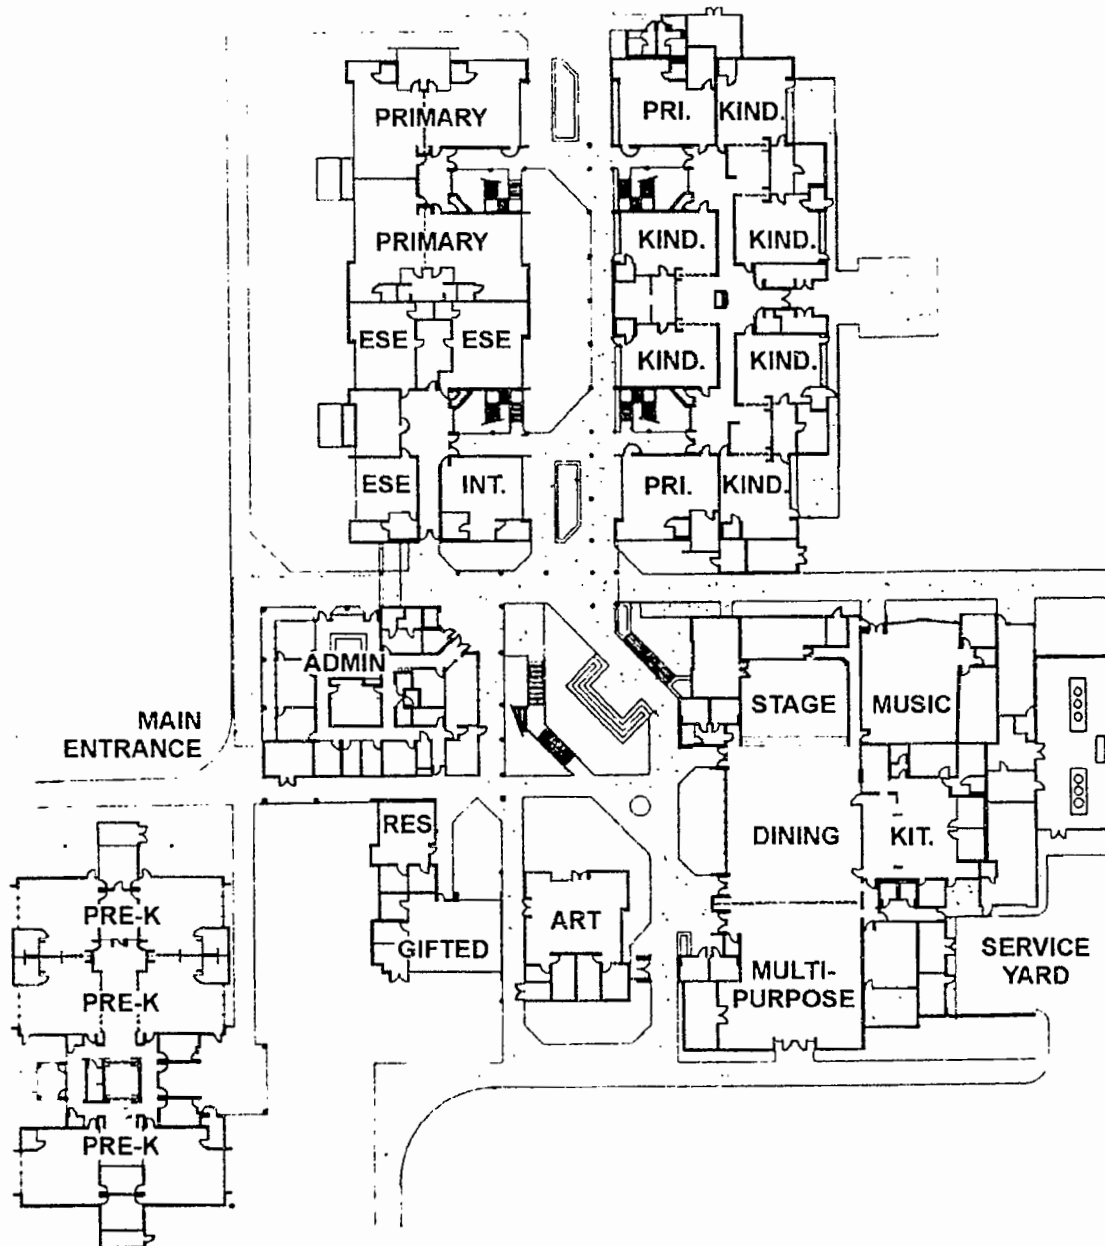 PRIMARY
PRI.
KIND.
PRIMARY
KIND.
KIND.
ESE
ESE
KIND.
KIND.
ESE
INT.
PRI.
KIND.
ADMIN
STAGE
MUSIC
MAIN
ENTRANCE
RES
DINING
KIT.
PRE-K
GIFTED
ART
SERVICE
YARD
PRE-K
MULTI-
PURPOSE
PRE-K